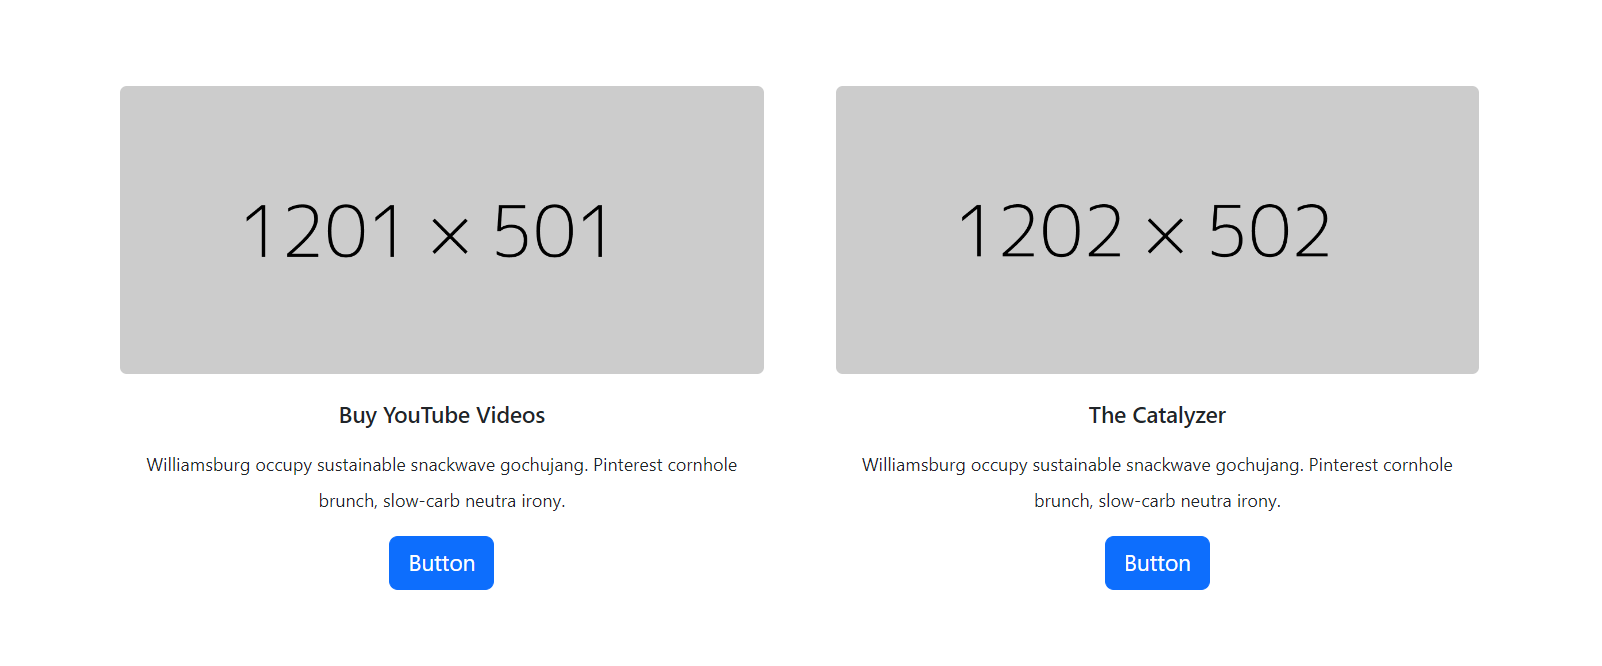 1201 × 501
Buy YouTube Videos
Williamsburg occupy sustainable snackwave gochujang. Pinterest cornhole
brunch, slow-carb neutra irony.
Button
1202 × 502
The Catalyzer
Williamsburg occupy sustainable snackwave gochujang. Pinterest cornhole
brunch, slow-carb neutra irony.
Button